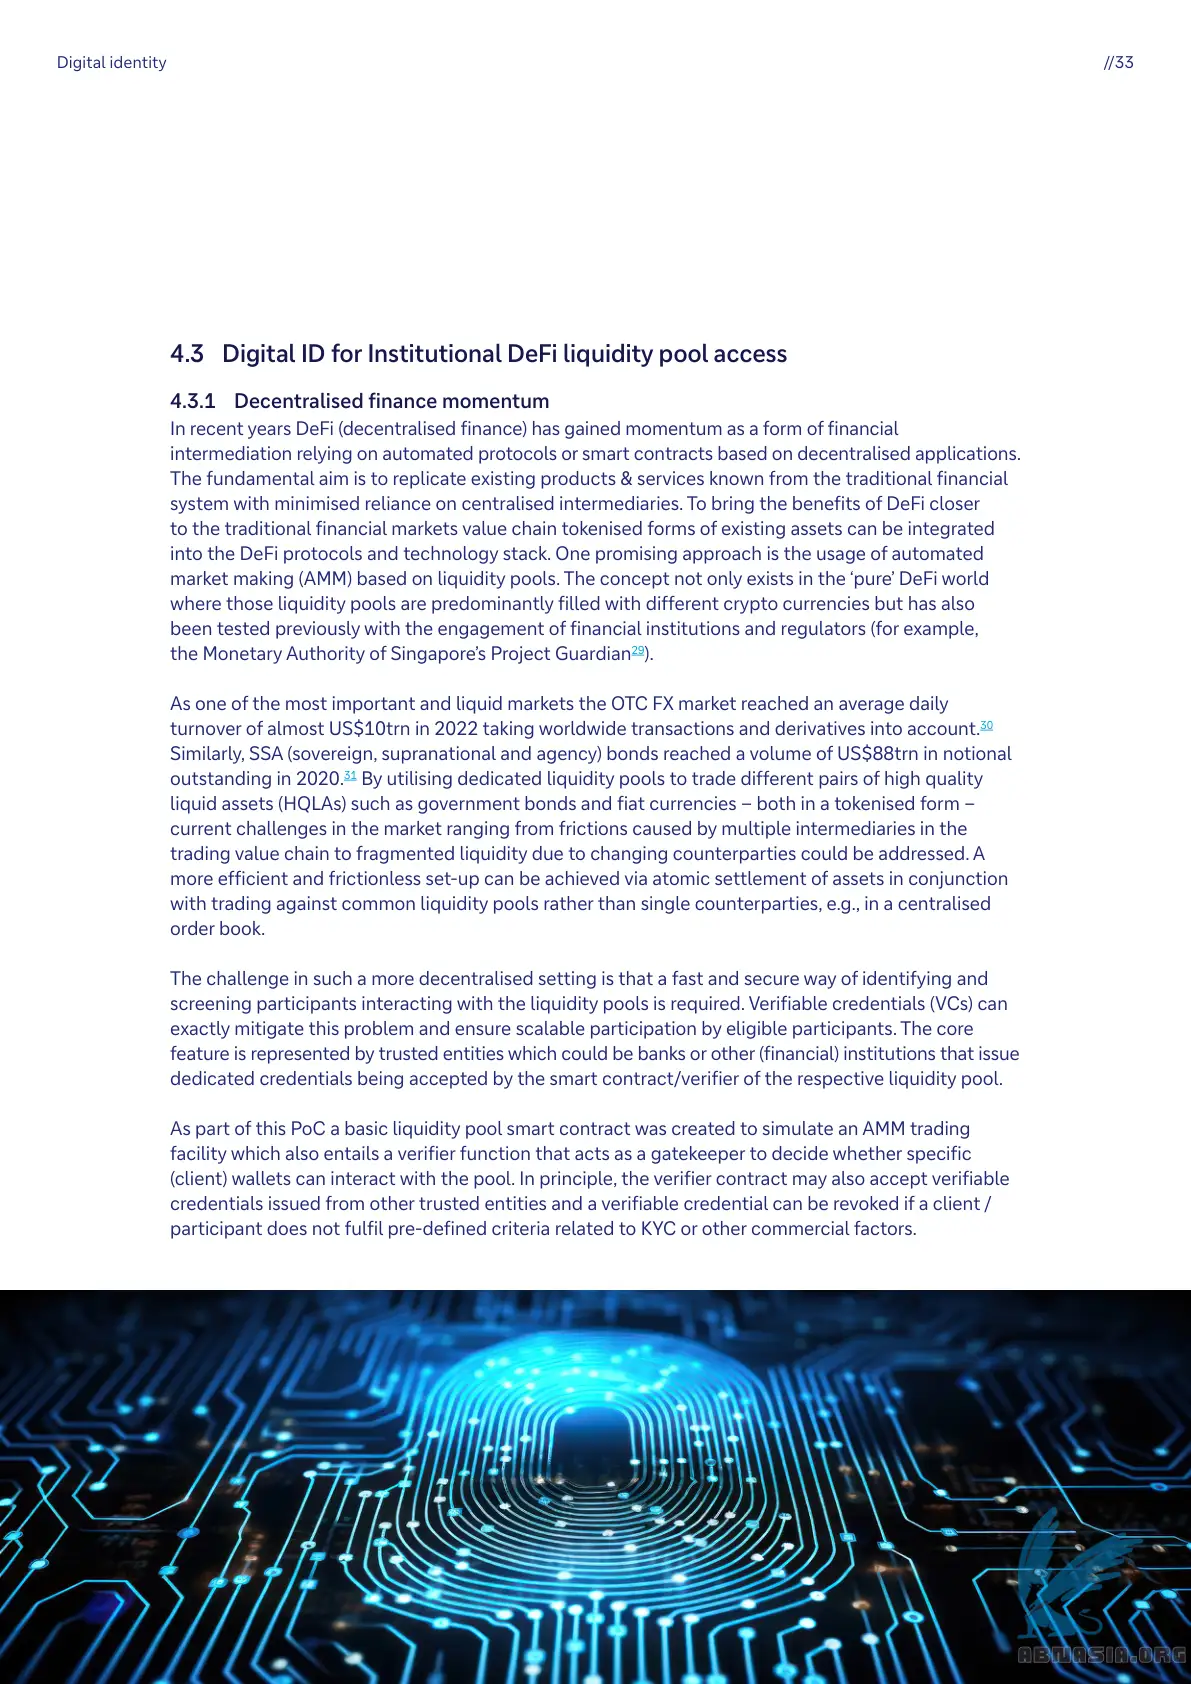 Digital identity
//33
4.3 Digital ID for Institutional DeFi liquidity pool access
4.3.1 Decentralised finance momentum
In recent years DeFi (decentralised finance) has gained momentum as a form of financial
intermediation relying on automated protocols or smart contracts based on decentralised applications.
The fundamental aim is to replicate existing products & services known from the traditional financial
system with minimised reliance on centralised intermediaries. To bring the benefits of DeFi closer
to the traditional financial markets value chain tokenised forms of existing assets can be integrated
into the DeFi protocols and technology stack. One promising approach is the usage of automated
market making (AMM) based on liquidity pools. The concept not only exists in the ‘pure’ DeFi world
where those liquidity pools are predominantly filled with different crypto currencies but has also
been tested previously with the engagement of financial institutions and regulators (for example,
the Monetary Authority of Singapore’s Project Guardian29).
As one of the most important and liquid markets the OTC FX market reached an average daily
turnover of almost US$10trn in 2022 taking worldwide transactions and derivatives into account.30
Similarly, SSA (sovereign, supranational and agency) bonds reached a volume of US$88trn in notional
outstanding in 2020.31 By utilising dedicated liquidity pools to trade different pairs of high quality
liquid assets (HQLAs) such as government bonds and fiat currencies – both in a tokenised form –
current challenges in the market ranging from frictions caused by multiple intermediaries in the
trading value chain to fragmented liquidity due to changing counterparties could be addressed. A
more efficient and frictionless set-up can be achieved via atomic settlement of assets in conjunction
with trading against common liquidity pools rather than single counterparties, e.g., in a centralised
order book.
The challenge in such a more decentralised setting is that a fast and secure way of identifying and
screening participants interacting with the liquidity pools is required. Verifiable credentials (VCs) can
exactly mitigate this problem and ensure scalable participation by eligible participants. The core
feature is represented by trusted entities which could be banks or other (financial) institutions that issue
dedicated credentials being accepted by the smart contract/verifier of the respective liquidity pool.
As part of this PoC a basic liquidity pool smart contract was created to simulate an AMM trading
facility which also entails a verifier function that acts as a gatekeeper to decide whether specific
(client) wallets can interact with the pool. In principle, the verifier contract may also accept verifiable
credentials issued from other trusted entities and a verifiable credential can be revoked if a client /
participant does not fulfil pre-defined criteria related to KYC or other commercial factors.
ABNASIA.ORG